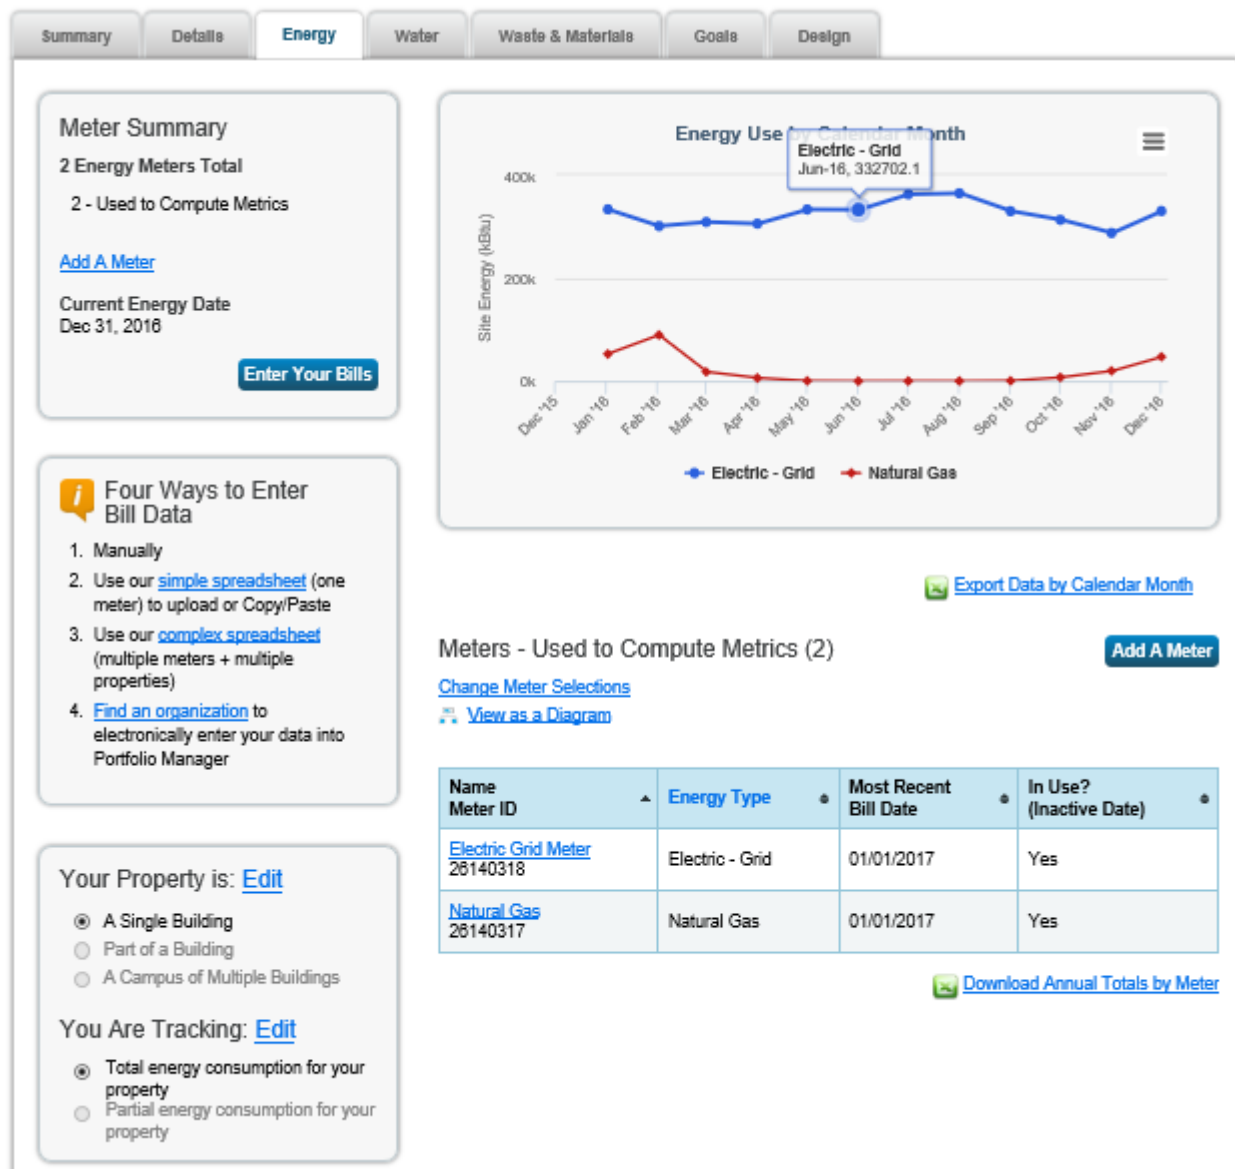 Summary
Details
Energy
Water
Waste & Materials
Goals
Design
Meter Summary
2 Energy Meters Total
2 - Used to Compute Metrics
Add A Meter
Current Energy Date
Dec 31, 2016
Enter Your Bills
Four Ways to Enter
Bill Data
1. Manually
2. Use our simple spreadsheet (one
meter) to upload or Copy/Paste
3. Use our complex spreadsheet
(multiple meters + multiple
properties)
4. Find an organization to
electronically enter your data into
Portfolio Manager
Your Property is: Edit
A Single Building
Part of a Building
A Campus of Multiple Buildings
You Are Tracking: Edit
Total energy consumption for your
property
Partial energy consumption for your
property
Energy Use by Calendar Month
Electric - Grid
Jun-16, 332702.1
400k
200k
0k
Site Energy (kBtu)
Dec '15
Jan '16
Feb '16
Mar '16
Apr '16
May '16
Jun '16
Jul '16
Aug '16
Sep '16
Oct '16
Nov '16
Dec '16
Electric - Grid
Natural Gas
Export Data by Calendar Month
Meters - Used to Compute Metrics (2)
Add A Meter
Change Meter Selections
View as a Diagram
Name
Meter ID
Energy Type
Most Recent
Bill Date
In Use?
(Inactive Date)
Electric Grid Meter
26140318
Electric - Grid
01/01/2017
Yes
Natural Gas
26140317
Natural Gas
01/01/2017
Yes
Download Annual Totals by Meter